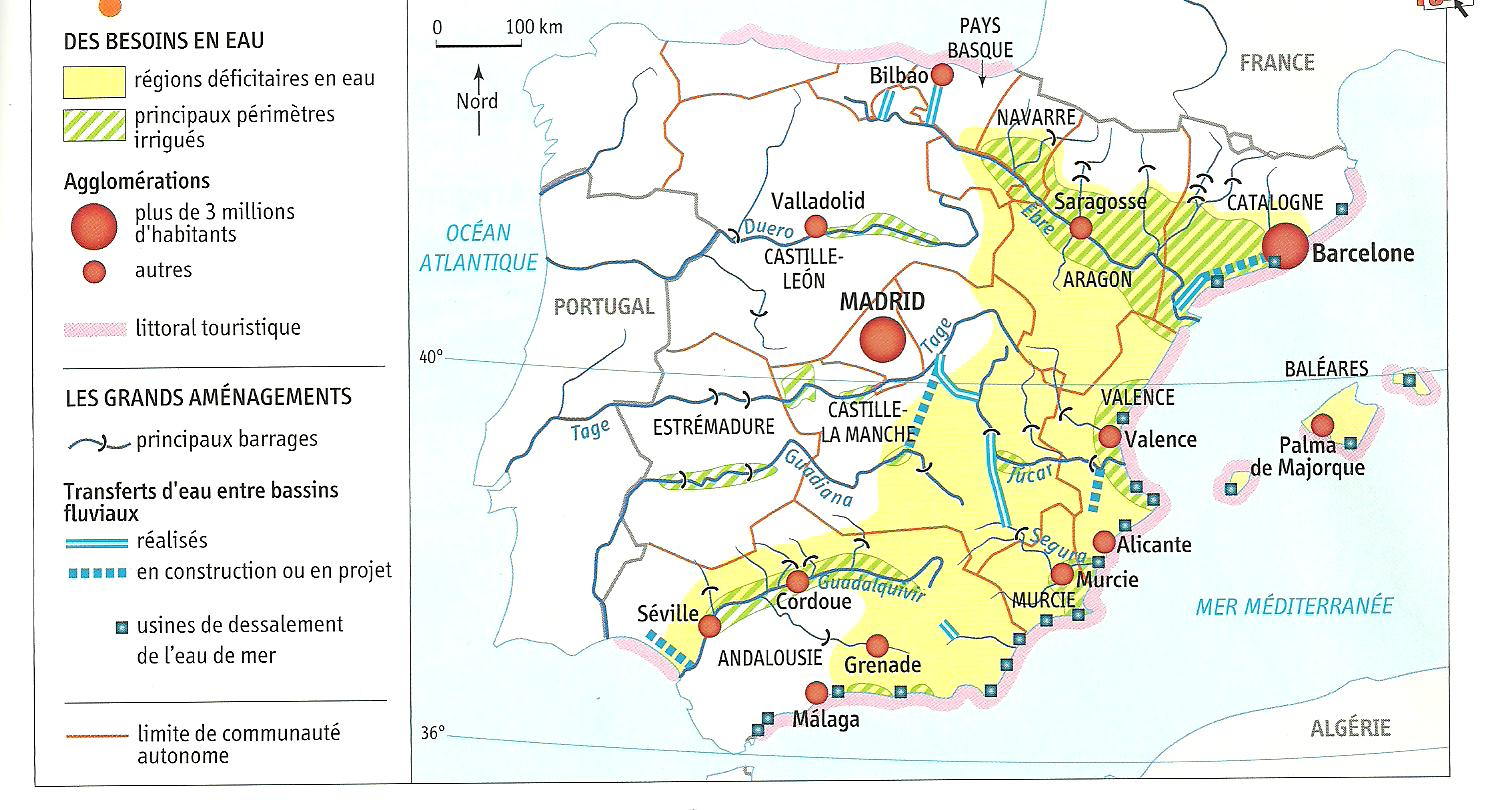 DES BESOINS EN EAU
régions déficitaires en eau
principaux périmètres
irrigués
Agglomérations
plus de 3 millions
d'habitants
autres
littoral touristique
LES GRANDS AMÉNAGEMENTS
principaux barrages
Transferts d'eau entre bassins
fluviaux
réalisés
en construction ou en projet
usines de dessalement
de l'eau de mer
limite de communauté
autonome
0 100 km
Nord
PAYS
BASQUE
FRANCE
Bilbao
NAVARRE
Valladolid
Saragosse
CATALOGNE
OCÉAN
ATLANTIQUE
Duero
Èbre
CASTILLE-
LEÓN
ARAGON
Barcelone
PORTUGAL
MADRID
Tage
40°
BALÉARES
Tage
ESTRÉMADURE
CASTILLE-
LA MANCHE
VALENCE
Valence
Palma
de Majorque
Guadiana
Júcar
Segura
Alicante
Murcie
Cordoue
Guadalquivir
MURCIE
MER MÉDITERRANÉE
Séville
ANDALOUSIE
Grenade
Málaga
36°
ALGÉRIE